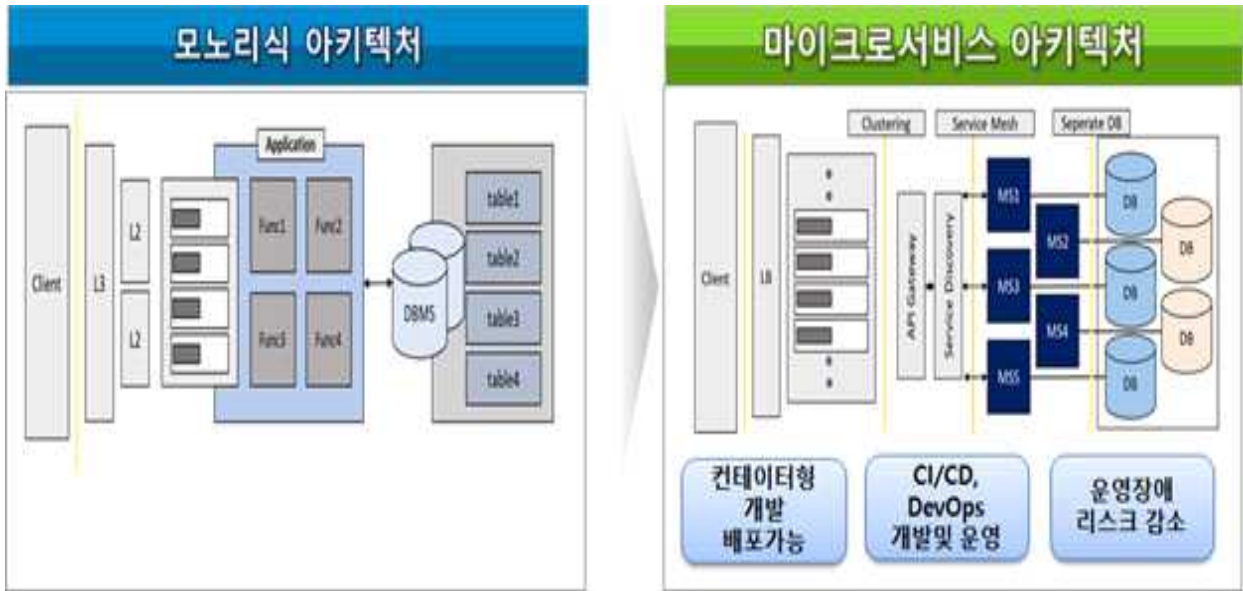 모노리식 아키텍처
Application
Client
L3
L2
L2
Func1
Func2
Func3
Func4
DBMS
table1
table2
table3
table4
마이크로서비스 아키텍처
Clustering
Service Mesh
Seperate DB
Client
LB
API Gateway
Service Discovery
MS1
MS2
MS3
MS4
MS5
DB
DB
DB
DB
DB
컨테이터형
개발
배포가능
CI/CD,
DevOps
개발및 운영
운영장애
리스크 감소